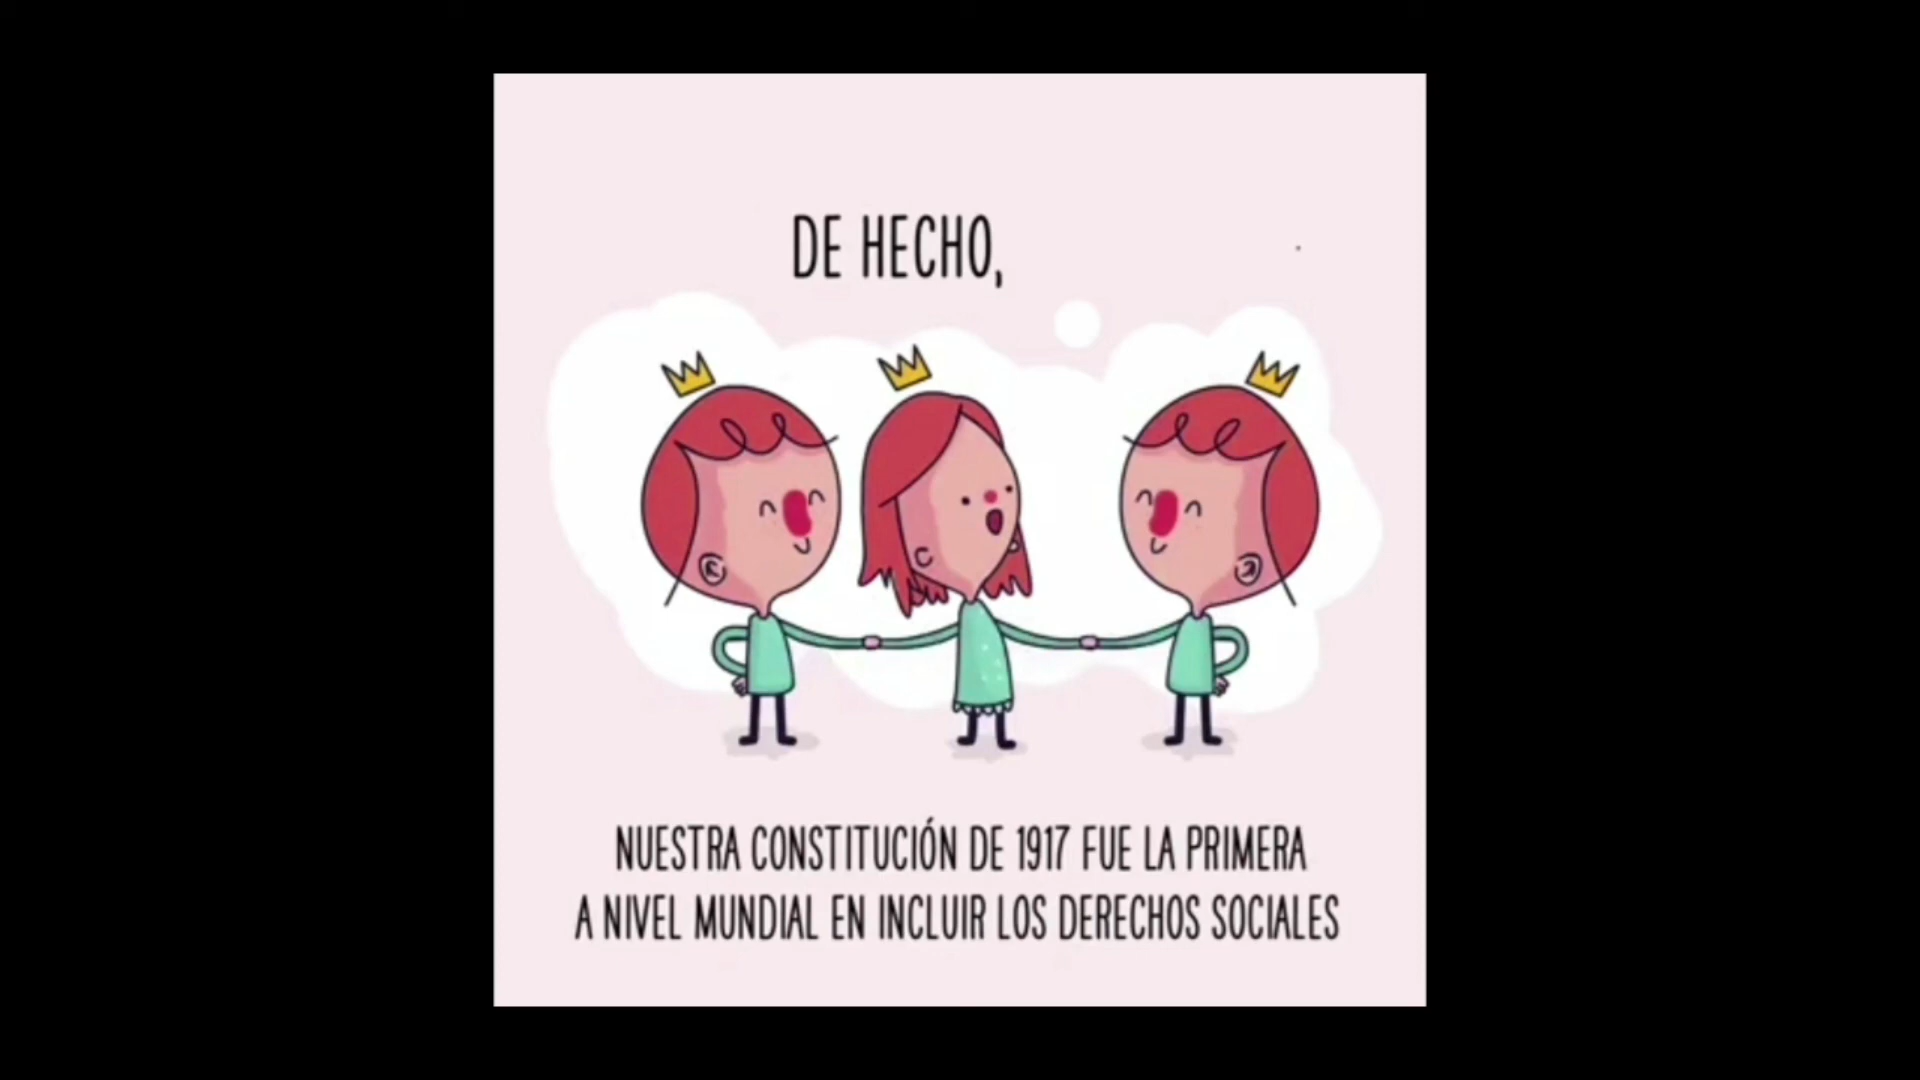 DE HECHO,
NUESTRA CONSTITUCIÓN DE 1917 FUE LA PRIMERA
A NIVEL MUNDIAL EN INCLUIR LOS DERECHOS SOCIALES